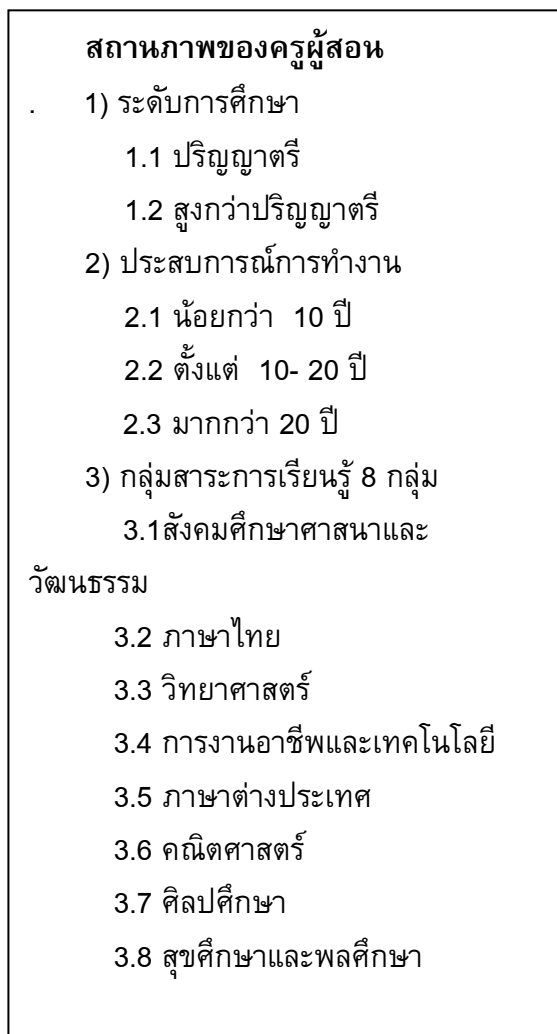 สถานภาพของครูผู้สอน
. 1) ระดับการศึกษา
1.1 ปริญญาตรี
1.2 สูงกว่าปริญญาตรี
2) ประสบการณ์การทำงาน
2.1 น้อยกว่า 10 ปี
2.2 ตั้งแต่ 10- 20 ปี
2.3 มากกว่า 20 ปี
3) กลุ่มสาระการเรียนรู้ 8 กลุ่ม
3.1สังคมศึกษาศาสนาและ
วัฒนธรรม
3.2 ภาษาไทย
3.3 วิทยาศาสตร์
3.4 การงานอาชีพและเทคโนโลยี
3.5 ภาษาต่างประเทศ
3.6 คณิตศาสตร์
3.7 ศิลปศึกษา
3.8 สุขศึกษาและพลศึกษา